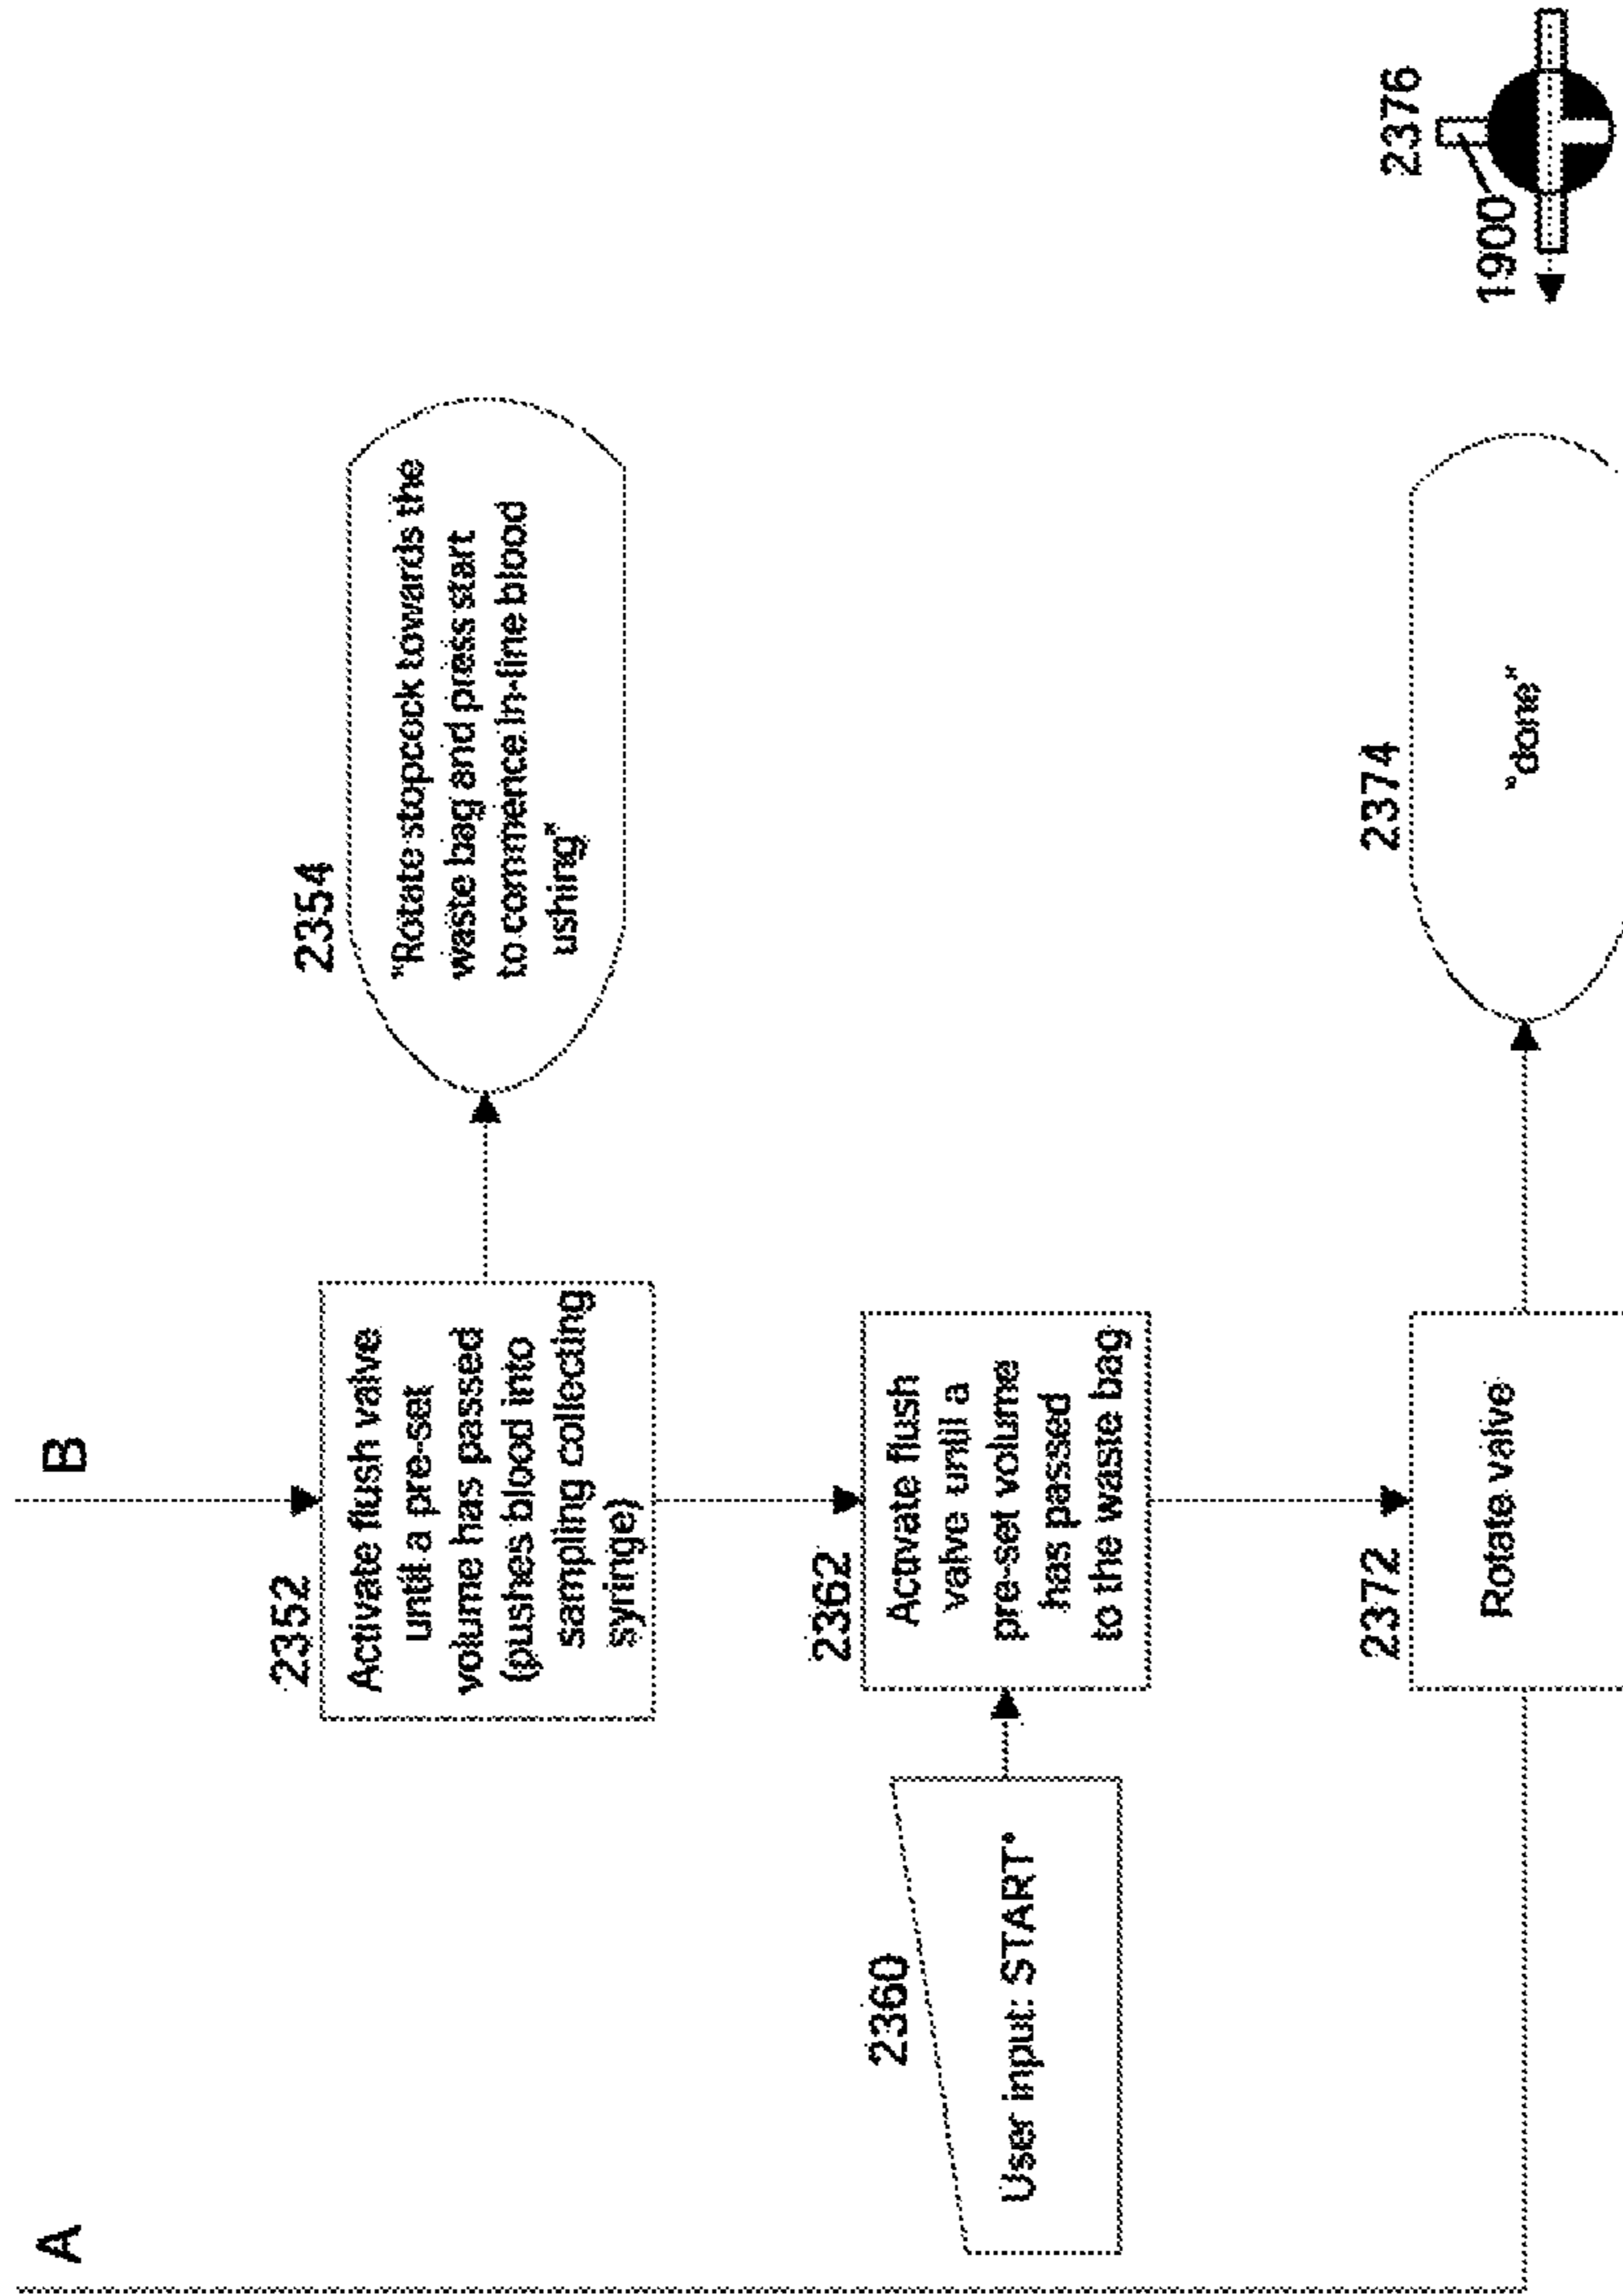 A
B
2352
Activate flush valve
until a pre-set
volume has passed
(pushes blood into
sampling collecting
syringe)
2354
"Rotate stopcock towards the
waste bag and press start
to commence in-line blood
ushing"
2360
User input: START*
2362
Activate flush
valve until a
pre-set volume
has passed
to the waste bag
2372
Rotate valve
2374
"done"
2376
1900